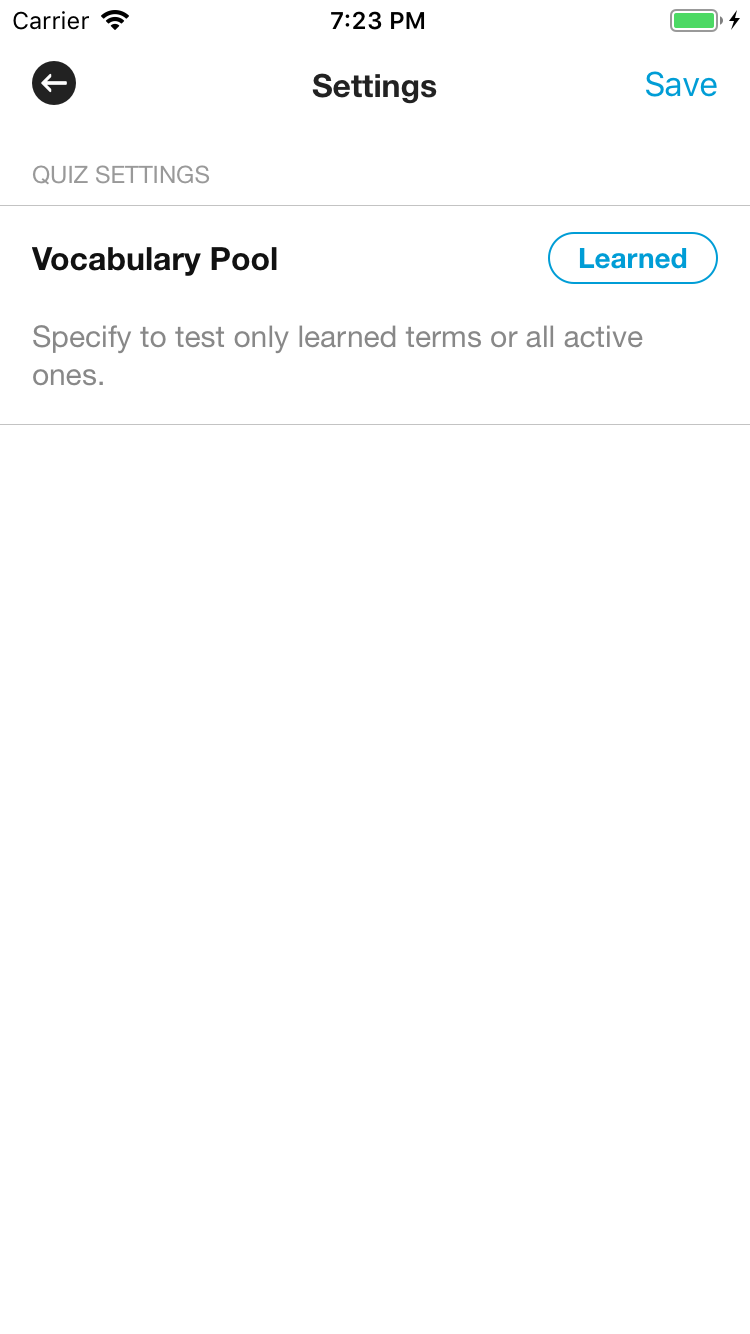 Carrier 7:23 PM
Settings Save
QUIZ SETTINGS
Vocabulary Pool Learned
Specify to test only learned terms or all active
ones.